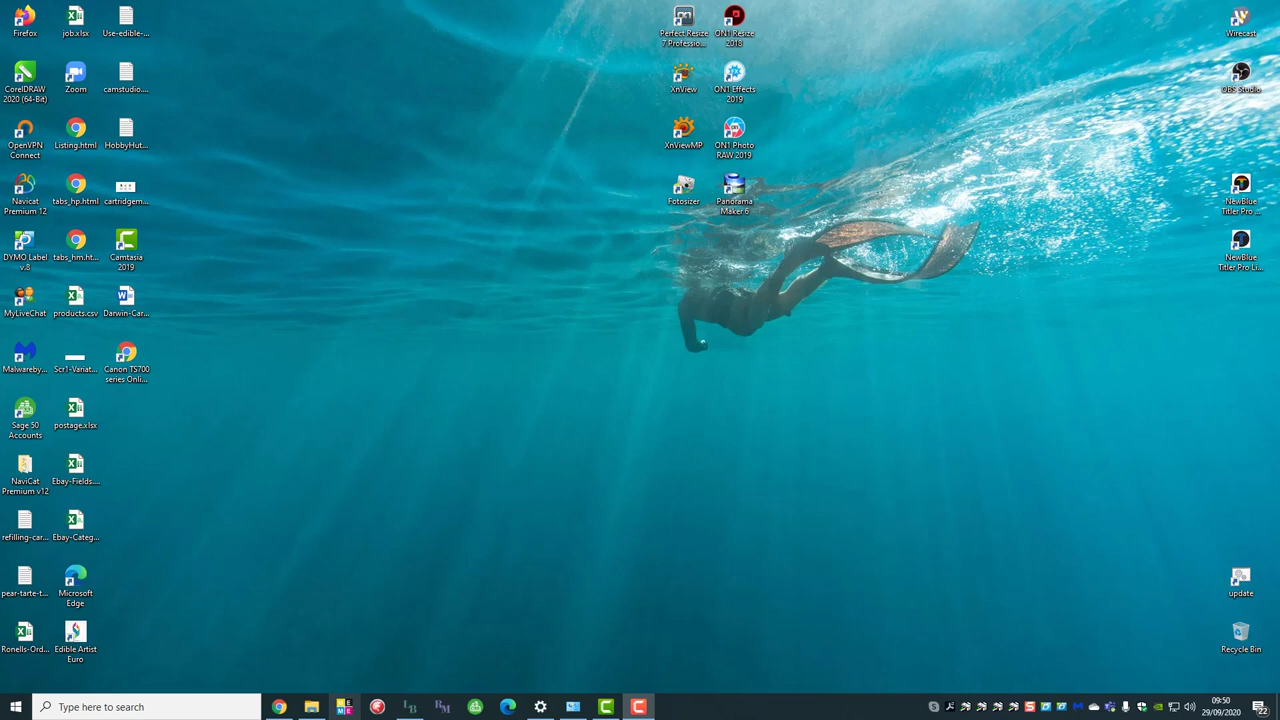 Firefox
job.xlsx
Use-edible-...
CorelDRAW
2020 (64-Bit)
Zoom
camstudio....
OpenVPN
Connect
Listing.html
HobbyHut...
Navicat
Premium 12
tabs_hp.html
cartridgem...
DYMO Label
v.8
tabs_hm.ht...
Camtasia
2019
MyLiveChat
products.csv
Darwin-Car...
Malwareby...
Scr1-Variat...
Canon TS700
series Onli...
Sage 50
Accounts
postage.xlsx
NaviCat
Premium v12
Ebay-Fields....
refilling-car...
Ebay-Categ...
pear-tarte-t...
Microsoft
Edge
Ronells-Ord...
Edible Artist
Euro
Perfect Resize
7 Professio...
ON1 Resize
2018
XnView
ON1 Effects
2019
XnViewMP
ON1 Photo
RAW 2019
Fotosizer
Panorama
Maker 6
Wirecast
OBS Studio
NewBlue
Titler Pro ...
NewBlue
Titler Pro Li...
update
Recycle Bin
Type here to search
09:50
29/09/2020
22